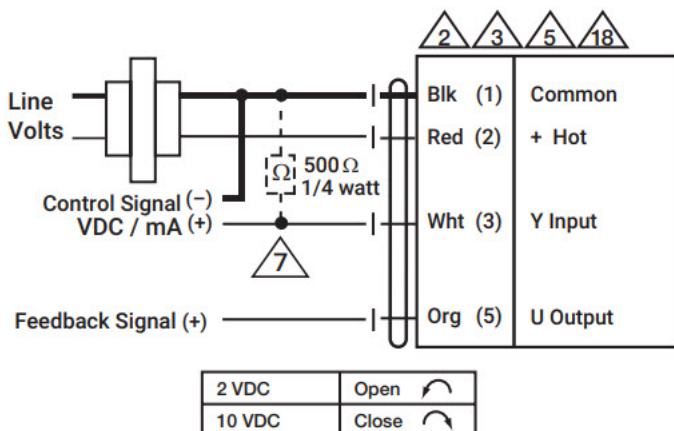 2 3 5 18
Line
Volts
Blk (1) Common
Red (2) + Hot
Ω 500 Ω
1/4 watt
Control Signal (−)
VDC / mA (+)
Wht (3) Y Input
7
Feedback Signal (+)
Org (5) U Output
2 VDC Open
10 VDC Close